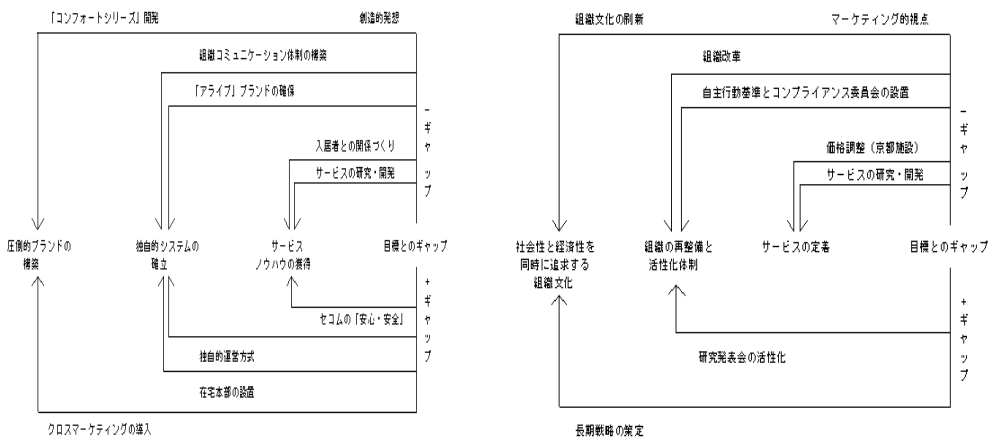 「コンフォートシリーズ」開発
創造的発想
組織コミュニケーション体制の構築
「アライブ」ブランドの確保
入居者との関係づくり
サービスの研究・開発
－ギャップ
圧倒的ブランドの
構築
独自的システムの
確立
サービス
ノウハウの獲得
目標とのギャップ
セコムの「安心・安全」
独自的運営方式
在宅本部の設置
クロスマーケティングの導入
＋ギャップ
組織文化の刷新
マーケティング的視点
組織改革
自主行動基準とコンプライアンス委員会の設置
価格調整（京都施設）
サービスの研究・開発
－ギャップ
社会性と経済性を
同時に追求する
組織文化
組織の再整備と
活性化体制
サービスの定着
目標とのギャップ
研究発表会の活性化
長期戦略の策定
＋ギャップ